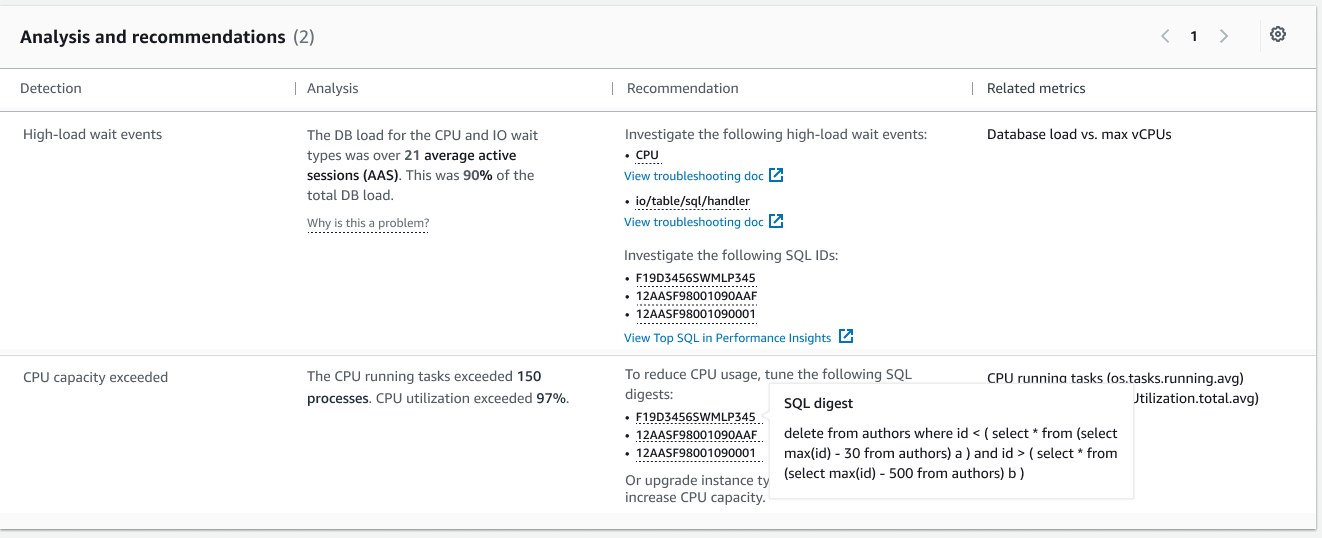 Analysis and recommendations (2)
1
Detection
Analysis
Recommendation
Related metrics
High-load wait events
The DB load for the CPU and IO wait
types was over 21 average active
sessions (AAS). This was 90% of the
total DB load.
Why is this a problem?
Investigate the following high-load wait events:
• CPU
View troubleshooting doc
• io/table/sql/handler
View troubleshooting doc
Investigate the following SQL IDs:
• F19D3456SWMLP345
• 12AASF98001090AAF
• 12AASF98001090001
View Top SQL in Performance Insights
Database load vs. max vCPUs
CPU capacity exceeded
The CPU running tasks exceeded 150
processes. CPU utilization exceeded 97%.
To reduce CPU usage, tune the following SQL
digests:
• F19D3456SWMLP345
• 12AASF98001090AAF
• 12AASF98001090001
Or upgrade instance
increase CPU capacity.
SQL digest
delete from authors where id < ( select * from (select
max(id) - 30 from authors) a ) and id > ( select * from
(select max(id) - 500 from authors) b )
CPU running tasks (os.tasks.running.avg)
Utilization.total.avg)